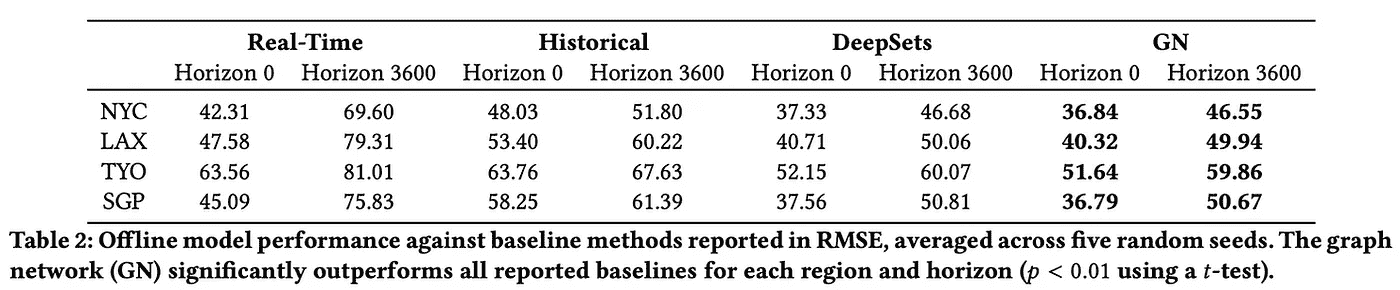 Real-Time Historical DeepSets GN
Horizon 0 Horizon 3600 Horizon 0 Horizon 3600 Horizon 0 Horizon 3600 Horizon 0 Horizon 3600
NYC 42.31 69.60 48.03 51.80 37.33 46.68 36.84 46.55
LAX 47.58 79.31 53.40 60.22 40.71 50.06 40.32 49.94
TYO 63.56 81.01 63.76 67.63 52.15 60.07 51.64 59.86
SGP 45.09 75.83 58.25 61.39 37.56 50.81 36.79 50.67
Table 2: Offline model performance against baseline methods reported in RMSE, averaged across five random seeds. The graph
network (GN) significantly outperforms all reported baselines for each region and horizon (p < 0.01 using a t-test).